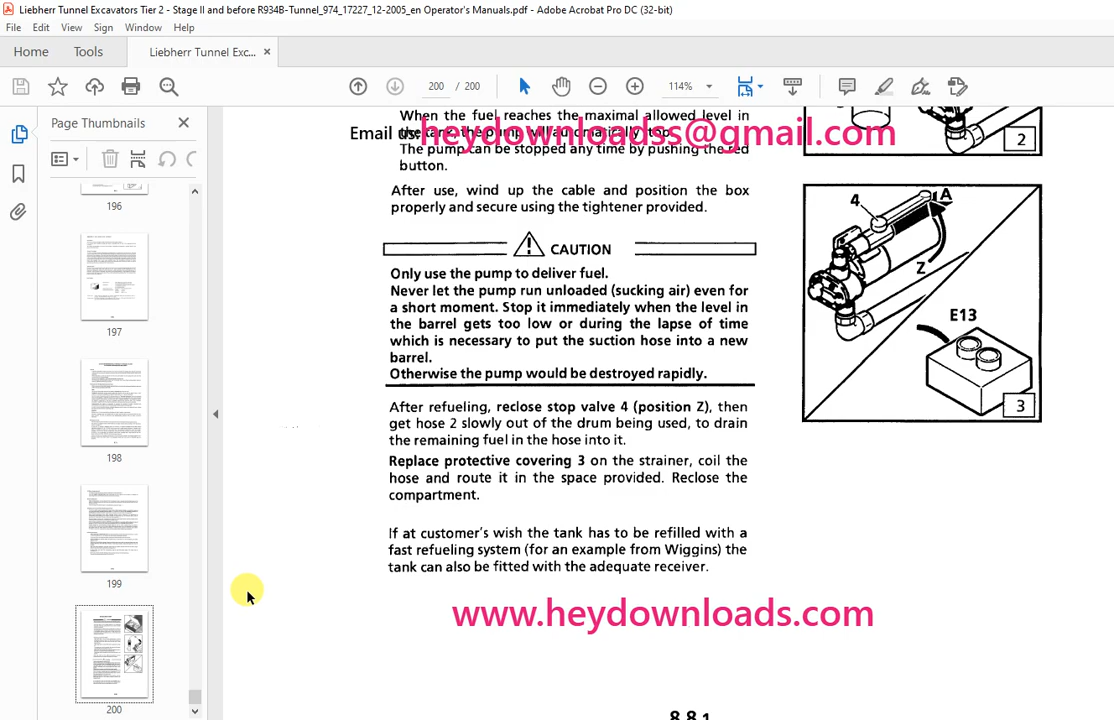 Liebherr Tunnel Excavators Tier 2 - Stage II and before R934B-Tunnel_974_17227_12-2005_en Operator's Manuals.pdf - Adobe Acrobat Pro DC (32-bit)
File Edit View Sign Window Help
Home Tools Liebherr Tunnel Exc... ×
200 / 200 114%
Page Thumbnails
196
197
198
199
200
When the fuel reaches the maximal allowed level in
the tank, the pump will automatically stop.
Email us: heydownloadss@gmail.com
The pump can be stopped any time by pushing the red
button.
After use, wind up the cable and position the box
properly and secure using the tightener provided.
CAUTION
Only use the pump to deliver fuel.
Never let the pump run unloaded (sucking air) even for
a short moment. Stop it immediately when the level in
the barrel gets too low or during the lapse of time
which is necessary to put the suction hose into a new
barrel.
Otherwise the pump would be destroyed rapidly.
After refueling, reclose stop valve 4 (position Z), then
get hose 2 slowly out of the drum being used, to drain
the remaining fuel in the hose into it.
Replace protective covering 3 on the strainer, coil the
hose and route it in the space provided. Reclose the
compartment.
If at customer's wish the tank has to be refilled with a
fast refueling system (for an example from Wiggins) the
tank can also be fitted with the adequate receiver.
www.heydownloads.com
2
4
A
Z
E13
3